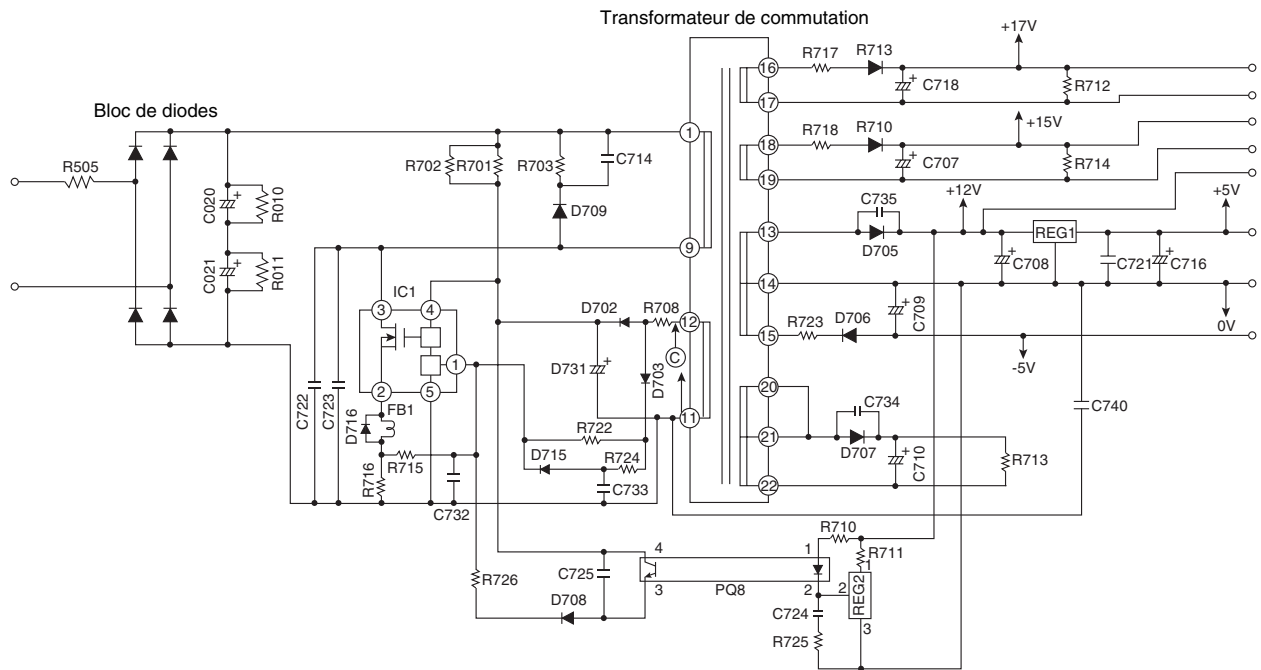 Transformateur de commutation
Bloc de diodes
R505
C020
R010
C021
R011
R702
R701
R703
C714
D709
1
9
IC1
3
4
1
2
5
FB1
D716
C722
C723
R716
R715
C732
D702
R708
12
C
D731
D703
11
R722
D715
R724
C733
16
R717
R713
+17V
C718
R712
17
18
R718
R710
+15V
C707
R714
19
13
C735
D705
+12V
REG1
+5V
C708
C721
C716
14
C709
0V
15
R723
D706
-5V
20
C734
21
D707
C710
R713
22
C740
R726
C725
D708
4
3
PQ8
1
2
R710
R711
1
2
REG2
3
C724
R725